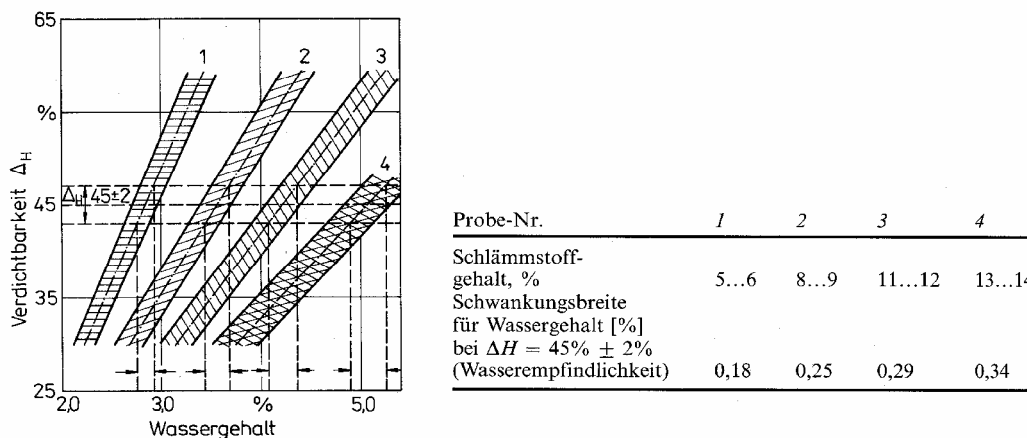 65
%
45
35
25
Verdichtbarkeit Δ_H
1
2
3
4
Δ_H 45±2
2,0
3,0
%
5,0
Wassergehalt
Probe-Nr. 1 2 3 4
Schlämmstoff-
gehalt, % 5...6 8...9 11...12 13...14
Schwankungsbreite
für Wassergehalt [%]
bei ΔH = 45% ± 2%
(Wasserempfindlichkeit) 0,18 0,25 0,29 0,34